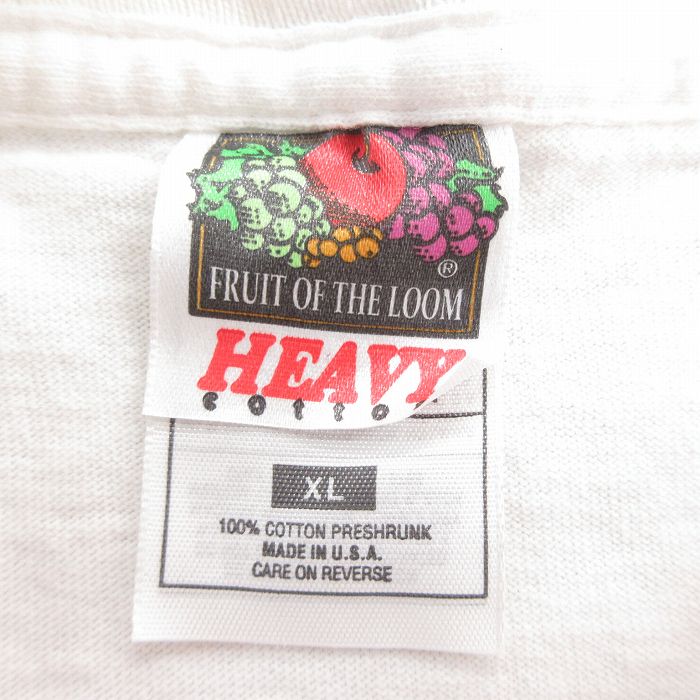 ®
FRUIT OF THE LOOM
HEAVY
XL
100% COTTON PRESHRUNK
MADE IN U.S.A.
CARE ON REVERSE